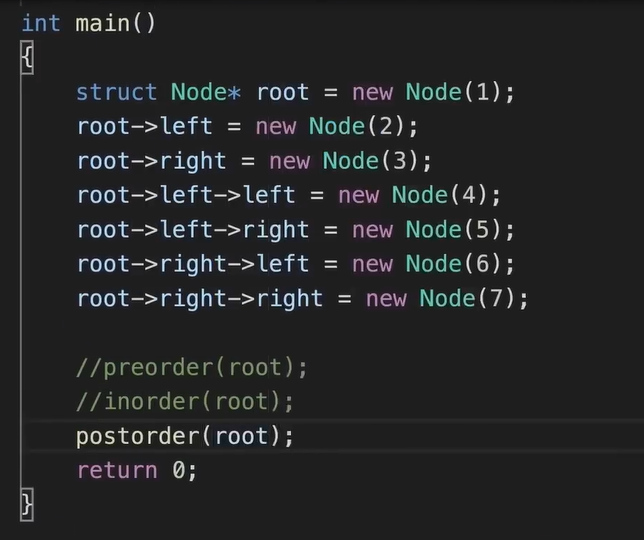 int main()
{
    struct Node* root = new Node(1);
    root->left = new Node(2);
    root->right = new Node(3);
    root->left->left = new Node(4);
    root->left->right = new Node(5);
    root->right->left = new Node(6);
    root->right->right = new Node(7);

    //preorder(root);
    //inorder(root);
    postorder(root);
    return 0;
}